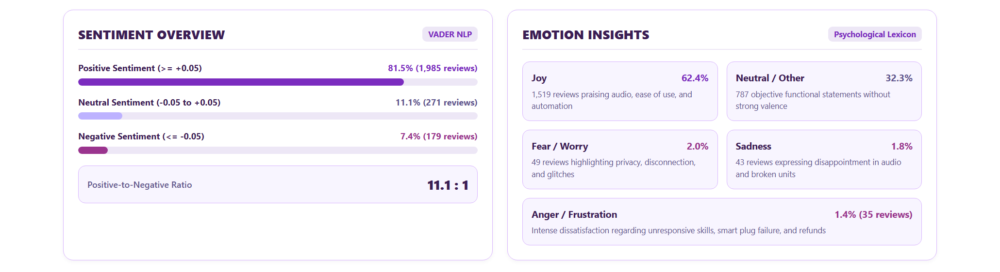 SENTIMENT OVERVIEW
VADER NLP
Positive Sentiment (>= +0.05)
81.5% (1,985 reviews)
Neutral Sentiment (-0.05 to +0.05)
11.1% (271 reviews)
Negative Sentiment (<= -0.05)
7.4% (179 reviews)
Positive-to-Negative Ratio
11.1 : 1
EMOTION INSIGHTS
Psychological Lexicon
Joy
62.4%
1,519 reviews praising audio, ease of use, and
automation
Neutral / Other
32.3%
787 objective functional statements without
strong valence
Fear / Worry
2.0%
49 reviews highlighting privacy, disconnection,
and glitches
Sadness
1.8%
43 reviews expressing disappointment in audio
and broken units
Anger / Frustration
1.4% (35 reviews)
Intense dissatisfaction regarding unresponsive skills, smart plug failure, and refunds